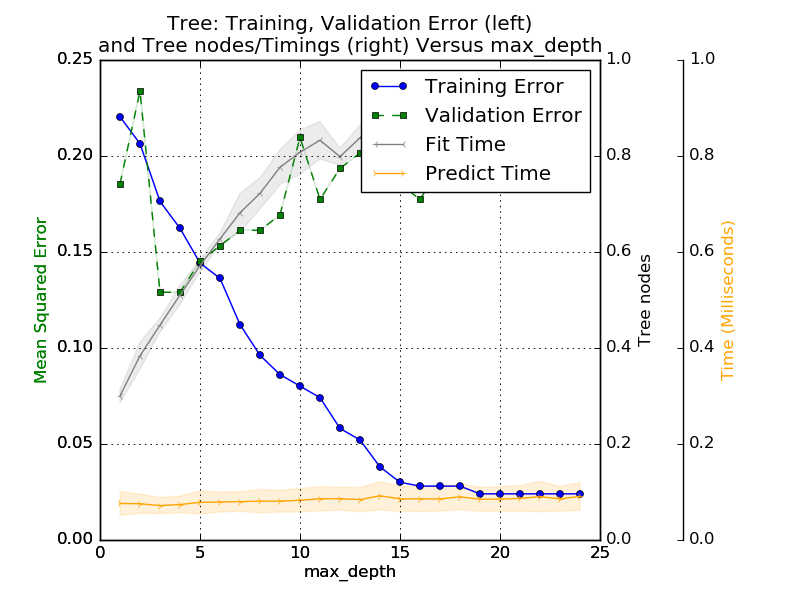 Tree: Training, Validation Error (left)
and Tree nodes/Timings (right) Versus max_depth
Training Error
Validation Error
Fit Time
Predict Time
Mean Squared Error
0.25
0.20
0.15
0.10
0.05
0.00
0
5
10
15
20
25
max_depth
1.0
0.8
0.6
0.4
0.2
0.0
Tree nodes
1.0
0.8
0.6
0.4
0.2
0.0
Time (Milliseconds)